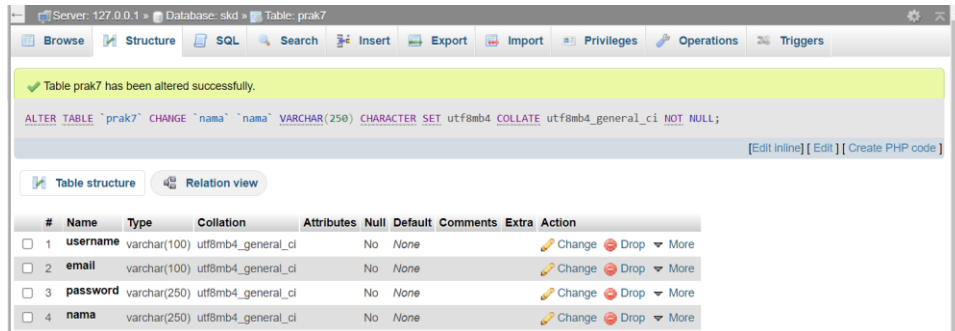 Server: 127.0.0.1 » Database: skd » Table: prak7
Browse Structure SQL Search Insert Export Import Privileges Operations Triggers
Table prak7 has been altered successfully.
ALTER TABLE `prak7` CHANGE `nama` `nama` VARCHAR(250) CHARACTER SET utf8mb4 COLLATE utf8mb4_general_ci NOT NULL;
[Edit inline] [ Edit ] [ Create PHP code ]
Table structure Relation view
# Name Type Collation Attributes Null Default Comments Extra Action
1 username varchar(100) utf8mb4_general_ci No None Change Drop More
2 email varchar(100) utf8mb4_general_ci No None Change Drop More
3 password varchar(250) utf8mb4_general_ci No None Change Drop More
4 nama varchar(250) utf8mb4_general_ci No None Change Drop More